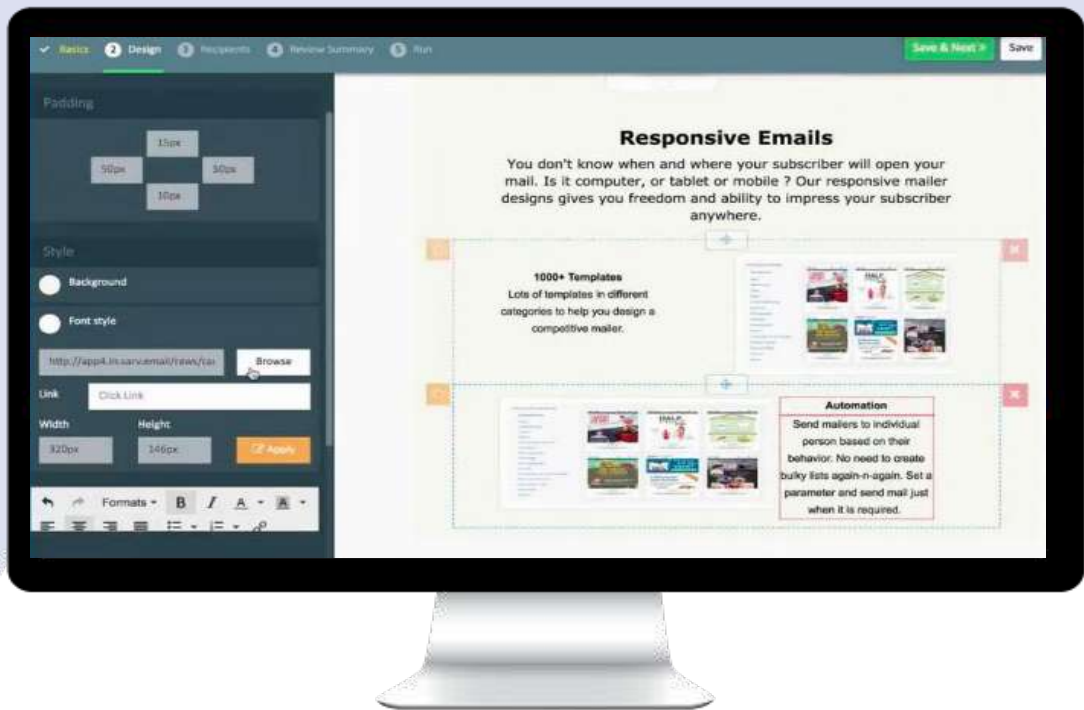 Basics 2 Design 3 Recipients 4 Review Summary 5 Run
Save & Next » Save
Padding
15px
50px 50px
10px
Style
Background
Font style
Browse
Link Click Link
Width Height
320px 146px Apply
Formats B I A A
Responsive Emails
You don't know when and where your subscriber will open your
mail. Is it computer, or tablet or mobile ? Our responsive mailer
designs gives you freedom and ability to impress your subscriber
anywhere.
1000+ Templates
Lots of templates in different
categories to help you design a
competitive mailer.
HALF
HALF
Automation
Send mailers to individual
person based on their
behavior. No need to create
bulky lists again-n-again. Set a
parameter and send mail just
when it is required.